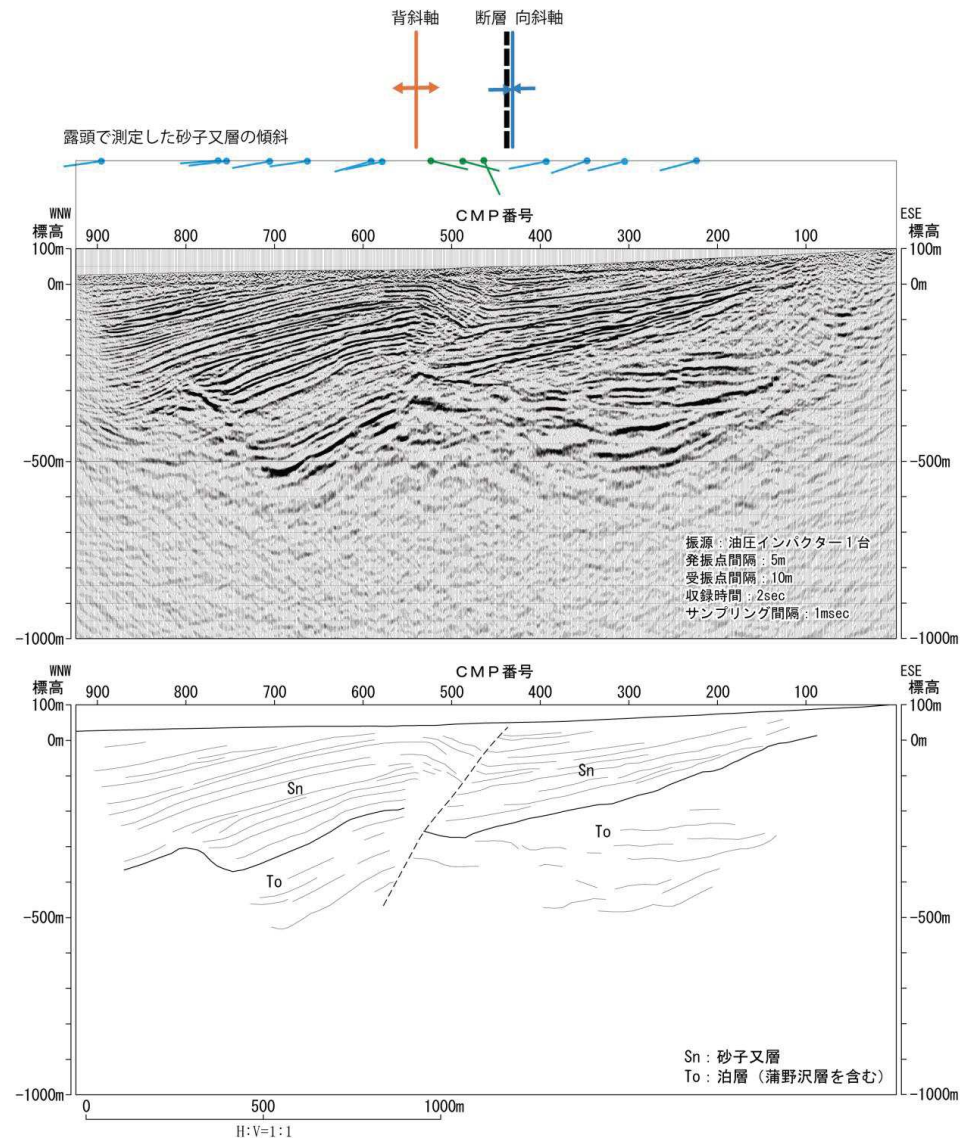 背斜軸 断層 向斜軸
露頭で測定した砂子又層の傾斜
WNW CMP番号 ESE
標高 900 800 700 600 500 400 300 200 100 標高
100m 100m
0m 0m
-500m -500m
振源：油圧インパクター1台
発振点間隔：5m
受振点間隔：10m
収録時間：2sec
サンプリング間隔：1msec
-1000m -1000m
WNW CMP番号 ESE
標高 900 800 700 600 500 400 300 200 100 標高
100m 100m
0m 0m
Sn Sn
To To
-500m -500m
Sn：砂子又層
To：泊層（蒲野沢層を含む）
-1000m -1000m
0 500 1000m
H:V=1:1